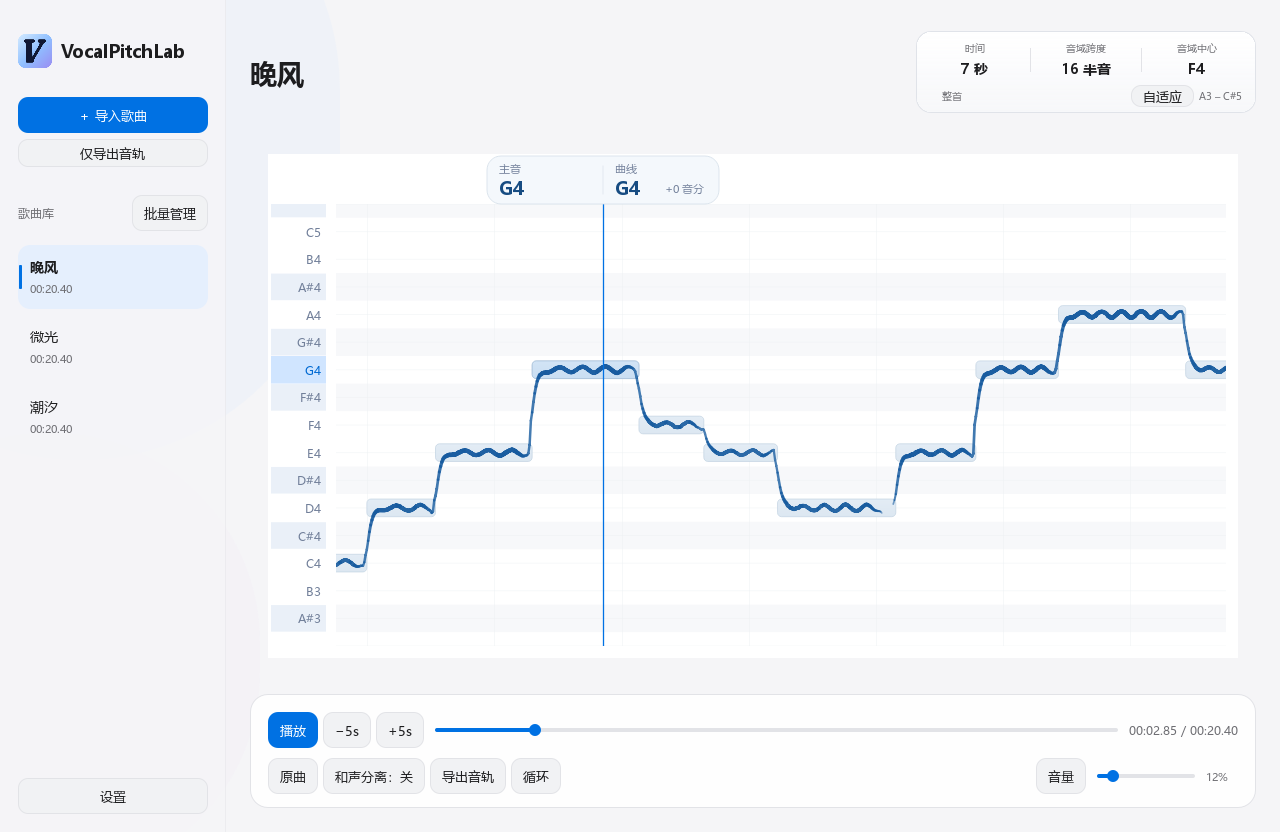 V VocalPitchLab
+ 导入歌曲
仅导出音轨
歌曲库 批量管理
晚风
00:20.40
微光
00:20.40
潮汐
00:20.40
设置
晚风
时间 音域跨度 音域中心
7 秒 16 半音 F4
整首 自适应 A3 – C#5
主音 曲线
G4 G4 +0 音分
C5
B4
A#4
A4
G#4
G4
F#4
F4
E4
D#4
D4
C#4
C4
B3
A#3
播放 −5s +5s 00:02.85 / 00:20.40
原曲 和声分离：关 导出音轨 循环 音量 12%